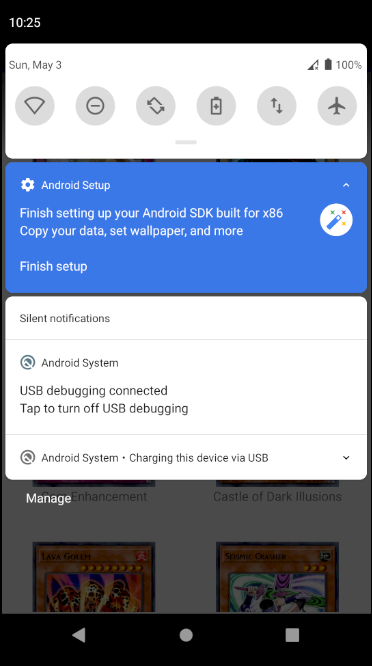 10:25
Sun, May 3
100%
Android Setup
Finish setting up your Android SDK built for x86
Copy your data, set wallpaper, and more
Finish setup
Silent notifications
Android System
USB debugging connected
Tap to turn off USB debugging
Android System • Charging this device via USB
Manage
Enhancement
Castle of Dark Illusions
Lava Golem
Seismic Crasher